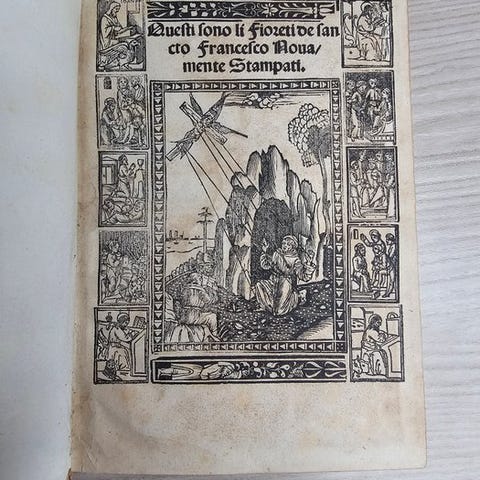 Questi sono li Fioreti de san
cto Francesco Noua⸗
mente Stampati.